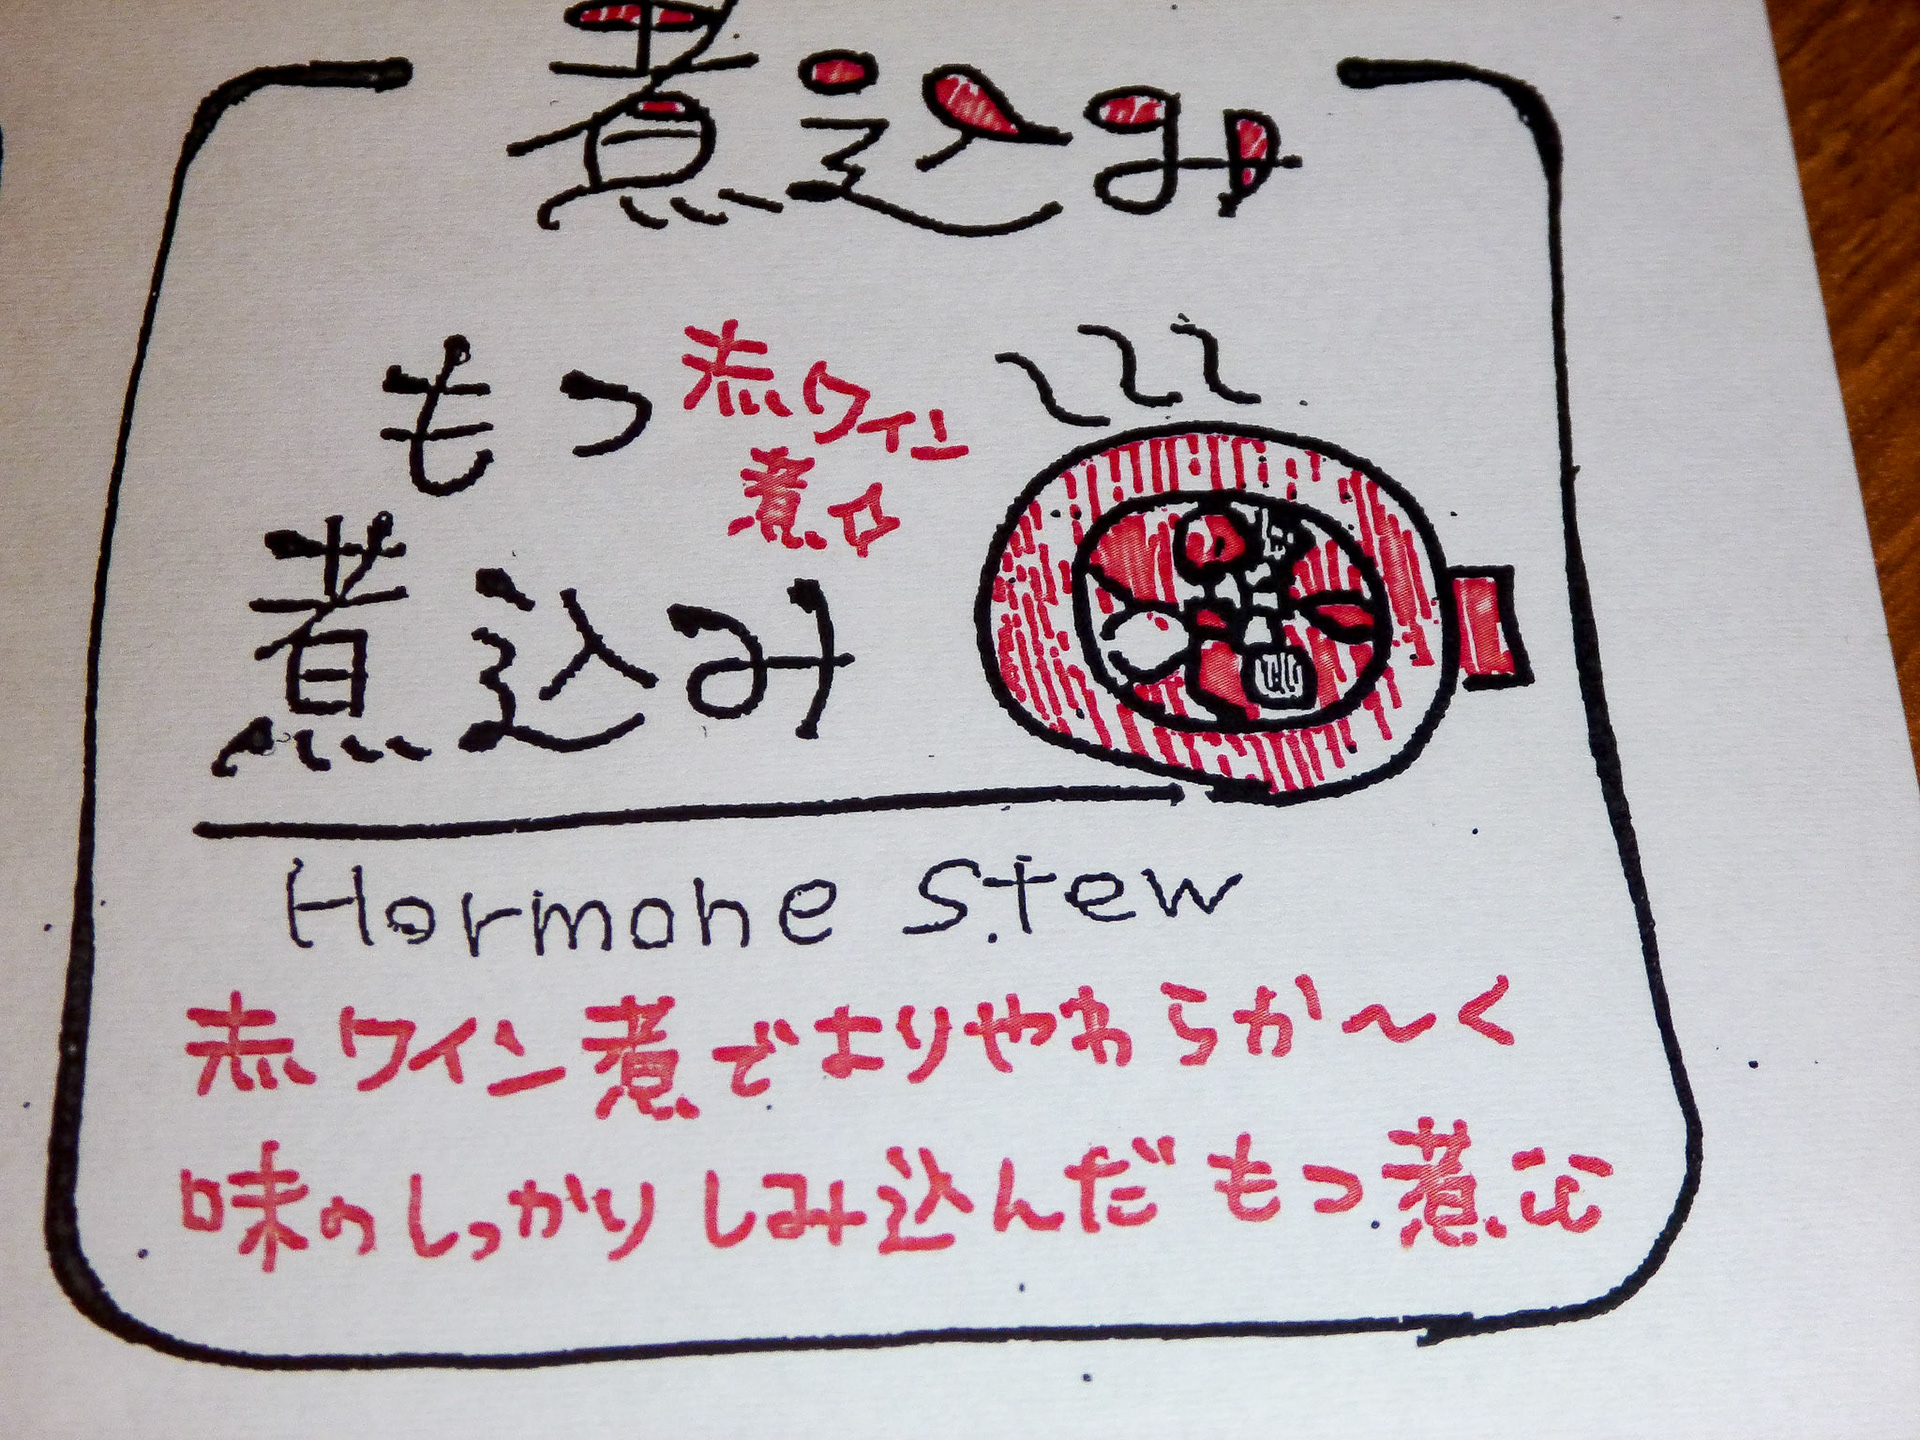 煮込み
もつ
煮込み
赤ワイン
煮
Hormone Stew
赤ワイン煮でよりやわらか〜く
味のしっかりしみ込んだもつ煮